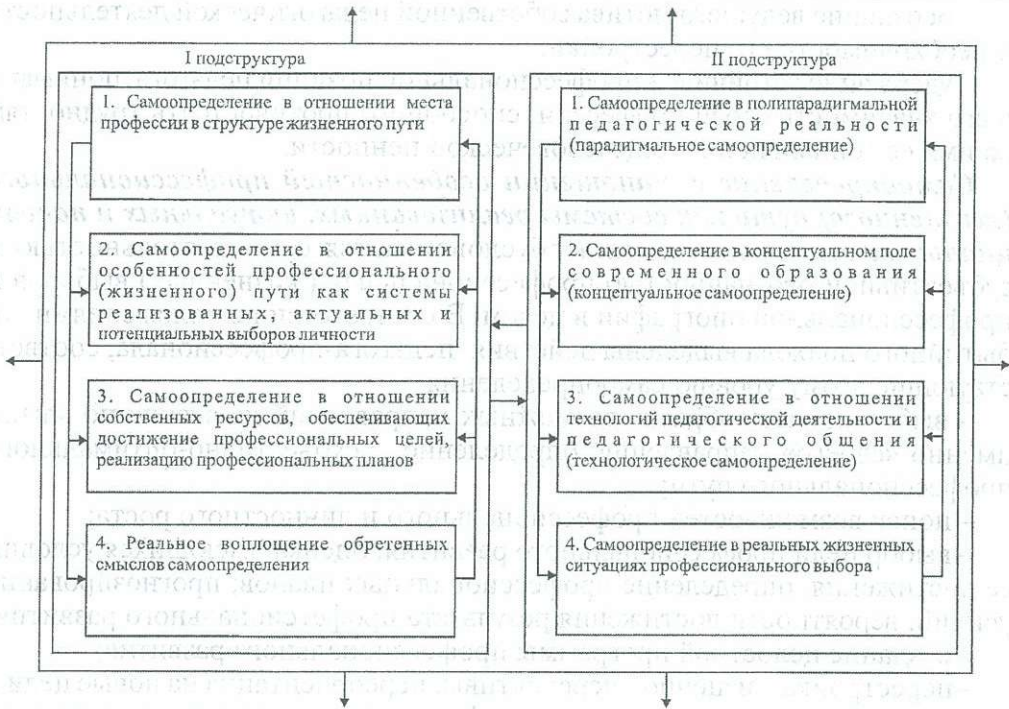 I подструктура
1. Самоопределение в отношении места
профессии в структуре жизненного пути
2. Самоопределение в отношении
особенностей профессионального
(жизненного) пути как системы
реализованных, актуальных и
потенциальных выборов личности
3. Самоопределение в отношении
собственных ресурсов, обеспечивающих
достижение профессиональных целей,
реализацию профессиональных планов
4. Реальное воплощение обретенных
смыслов самоопределения
II подструктура
1. Самоопределение в полипарадигмальной
педагогической реальности
(парадигмальное самоопределение)
2. Самоопределение в концептуальном поле
современного образования
(концептуальное самоопределение)
3. Самоопределение в отношении
технологий педагогической деятельности и
педагогического общения
(технологическое самоопределение)
4. Самоопределение в реальных жизненных
ситуациях профессионального выбора